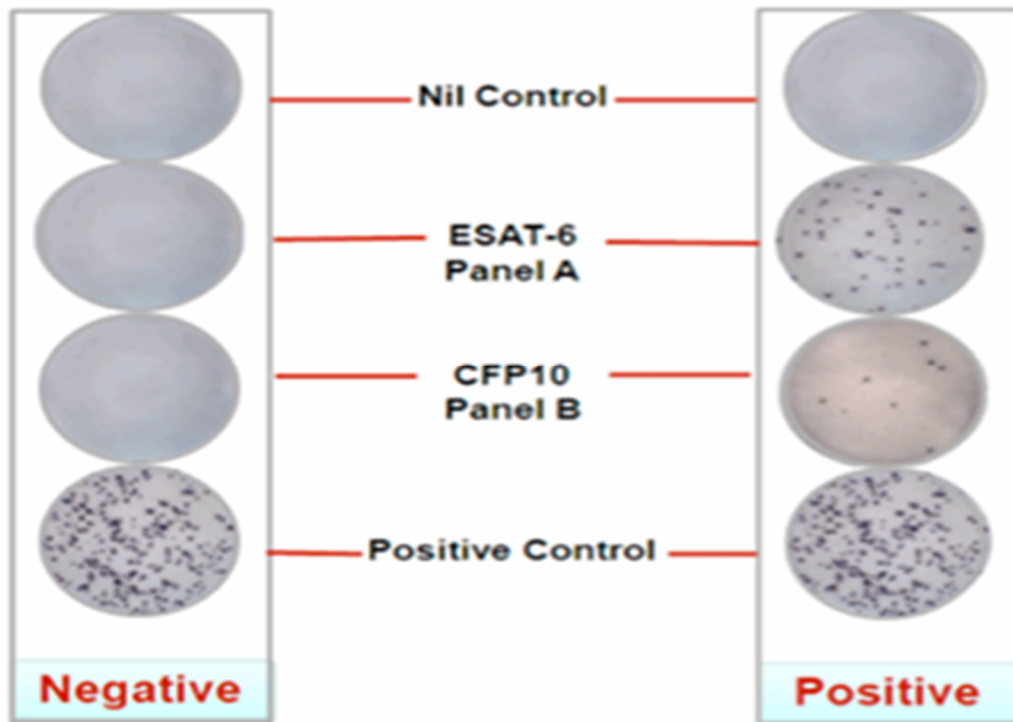 Nil Control
ESAT-6
Panel A
CFP10
Panel B
Positive Control
Negative
Positive